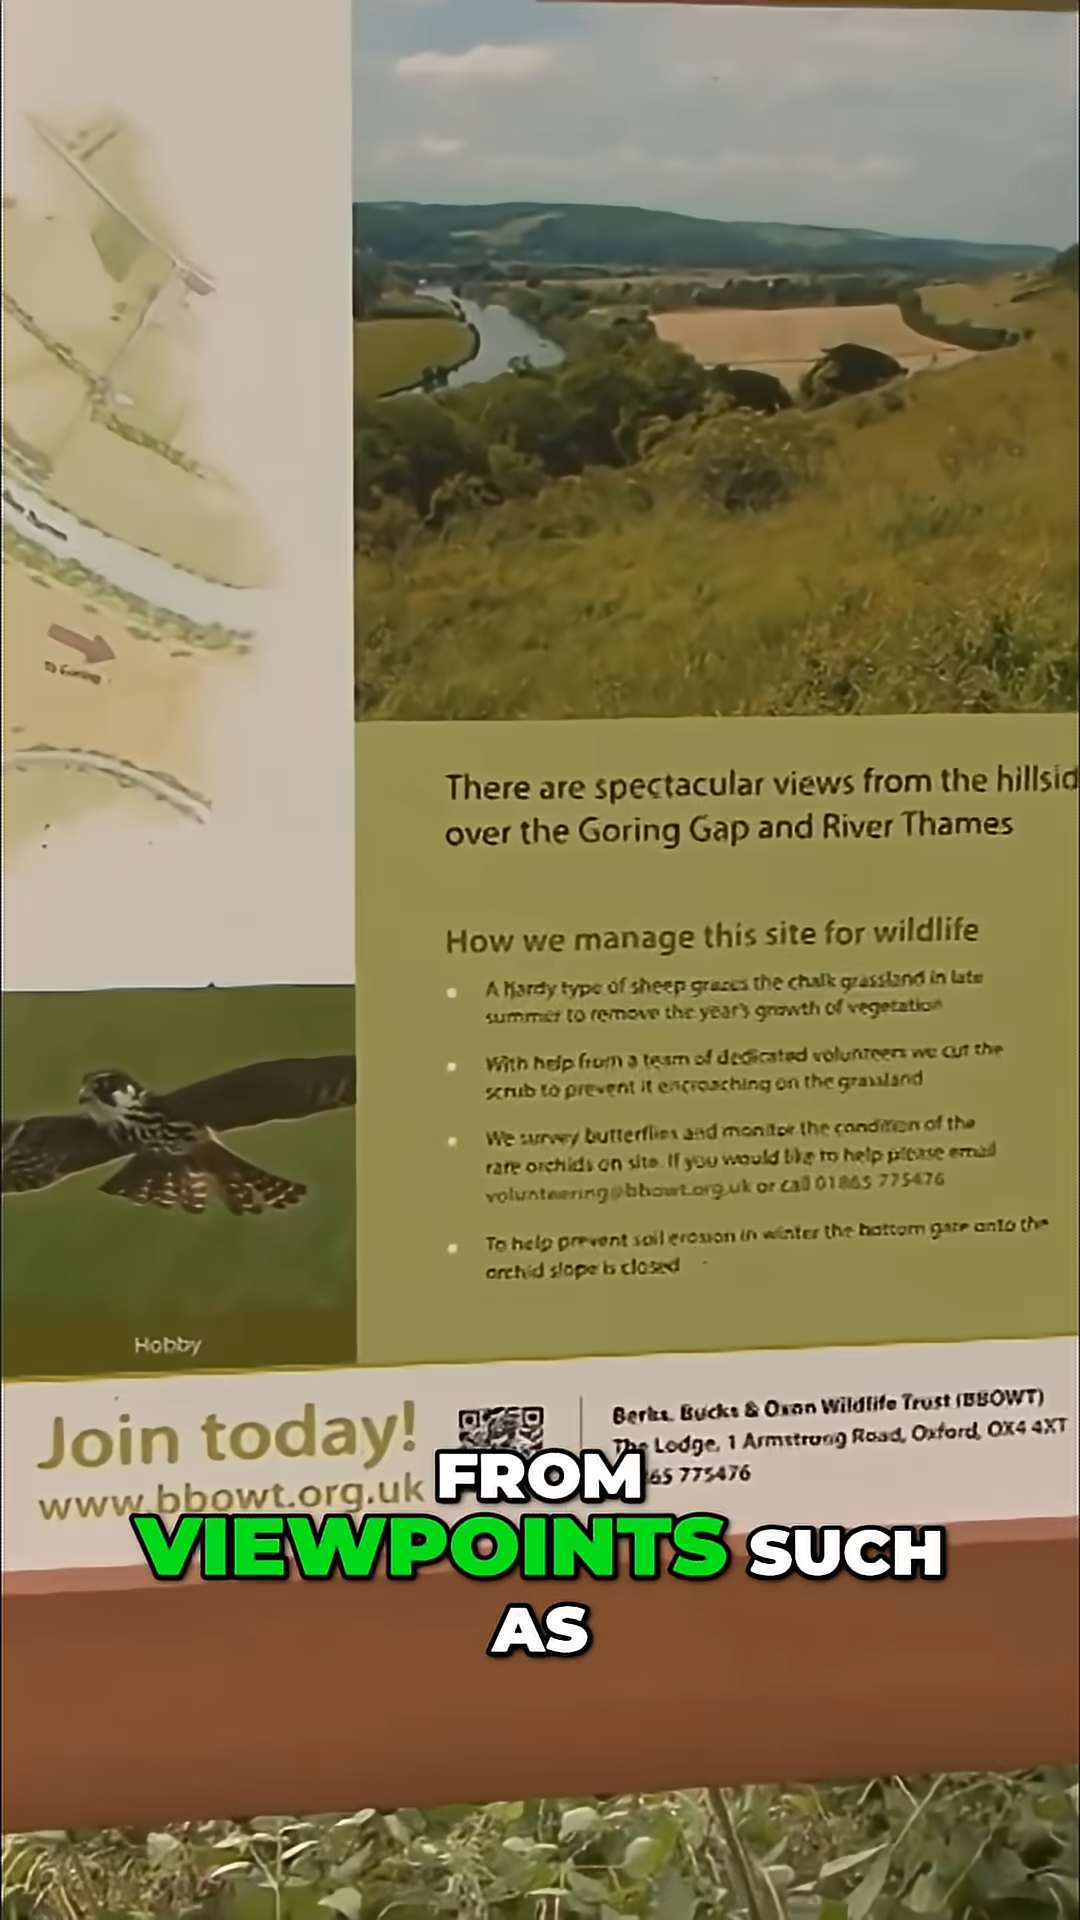 To Goring
There are spectacular views from the hillsid
over the Goring Gap and River Thames
How we manage this site for wildlife
A hardy type of sheep grazes the chalk grassland in late
summer to remove the year's growth of vegetation
With help from a team of dedicated volunteers we cut the
scrub to prevent it encroaching on the grassland
We survey butterflies and monitor the condition of the
rare orchids on site. If you would like to help please email
volunteering@bbowt.org.uk or call 01865 775476
To help prevent soil erosion in winter the bottom gate onto the
orchid slope is closed
Hobby
Join today!
www.bbowt.org.uk
Berks, Bucks & Oxon Wildlife Trust (BBOWT)
The Lodge, 1 Armstrong Road, Oxford, OX4 4XT
65 775476
FROM
VIEWPOINTS SUCH
AS